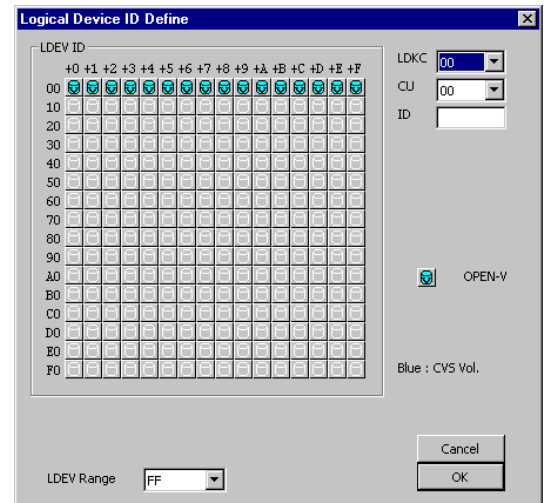 Logical Device ID Define
LDEV ID
+0 +1 +2 +3 +4 +5 +6 +7 +8 +9 +A +B +C +D +E +F
00
10
20
30
40
50
60
70
80
90
A0
B0
C0
D0
E0
F0
LDKC 00
CU 00
ID
OPEN-V
Blue : CVS Vol.
LDEV Range FF
Cancel
OK